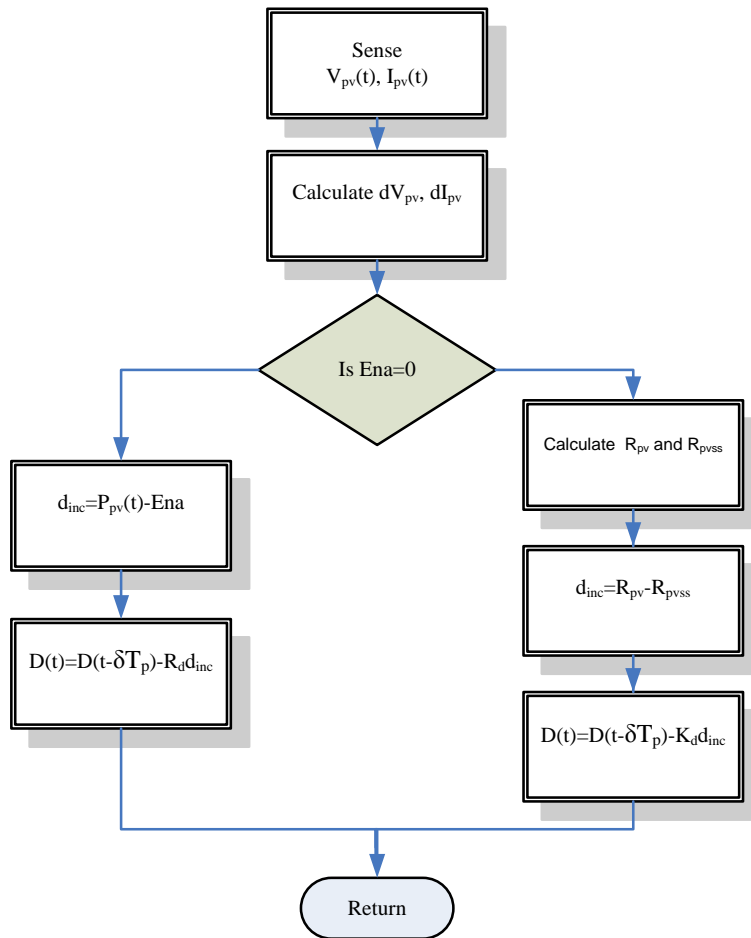 Sense
Vpv(t), Ipv(t)
Calculate dVpv, dIpv
Is Ena=0
dinc=Ppv(t)-Ena
D(t)=D(t-δTp)-Rddinc
Calculate Rpv and Rpvss
dinc=Rpv-Rpvss
D(t)=D(t-δTp)-Kddinc
Return